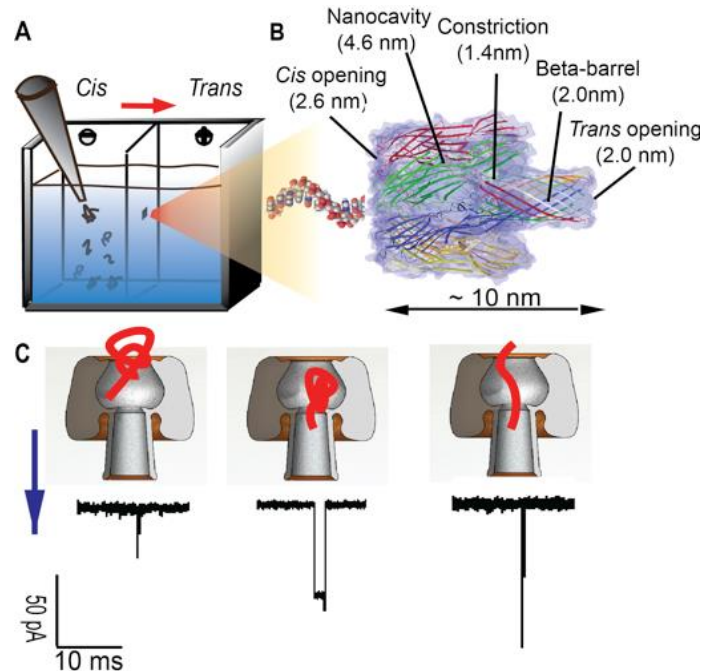 A
Cis
Trans
B
Nanocavity
(4.6 nm)
Constriction
(1.4nm)
Cis opening
(2.6 nm)
Beta-barrel
(2.0nm)
Trans opening
(2.0 nm)
~ 10 nm
C
50 pA
10 ms